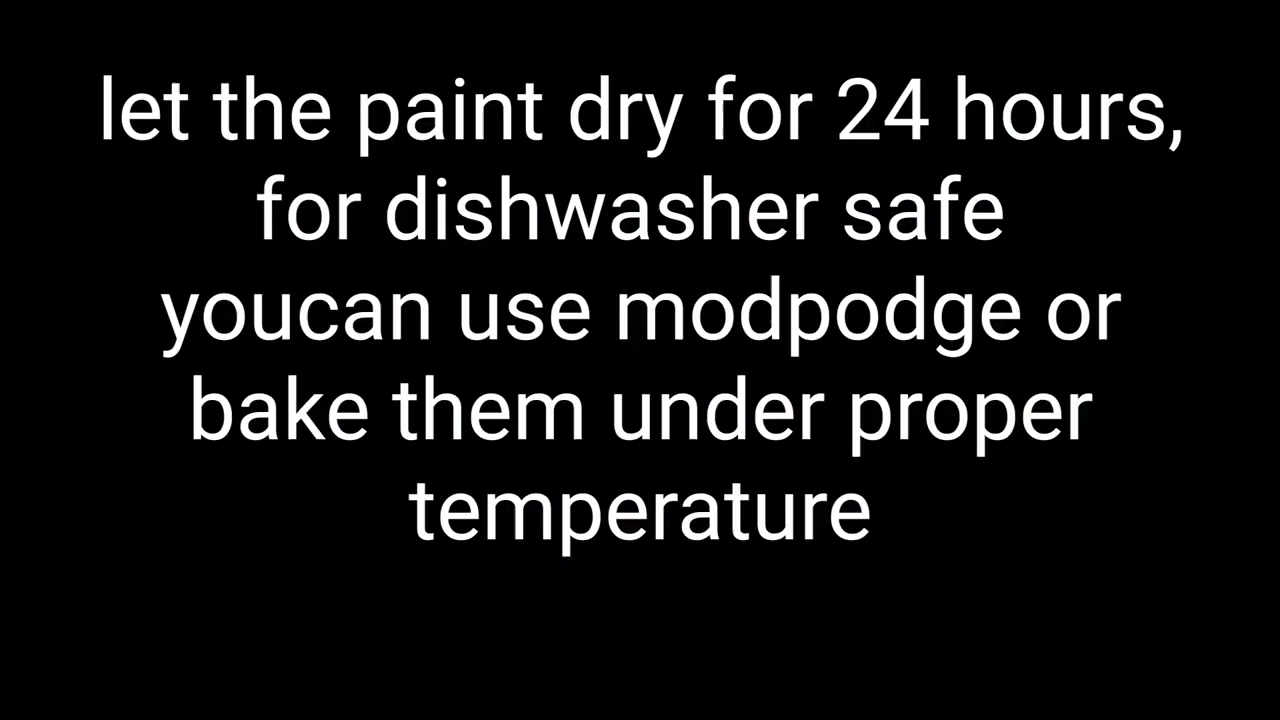 let the paint dry for 24 hours,
for dishwasher safe
youcan use modpodge or
bake them under proper
temperature